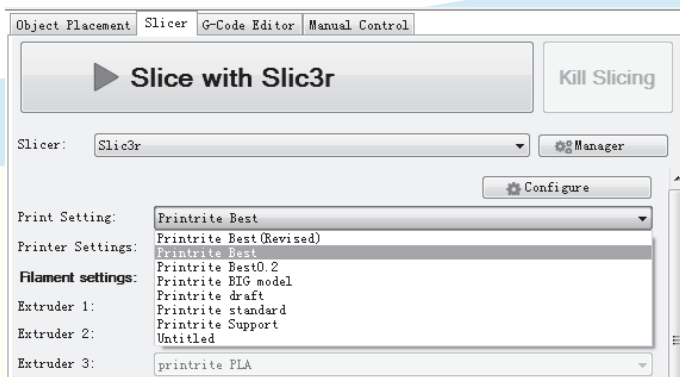 Object Placement Slicer G-Code Editor Manual Control
Slice with Slic3r Kill Slicing
Slicer: Slic3r Manager
Configure
Print Setting: Printrite Best
Printrite Best(Revised)
Printer Settings: Printrite Best
Printrite Best0.2
Filament settings: Printrite BIG model
Printrite draft
Extruder 1: Printrite standard
Printrite Support
Extruder 2: Untitled
Extruder 3: printrite PLA